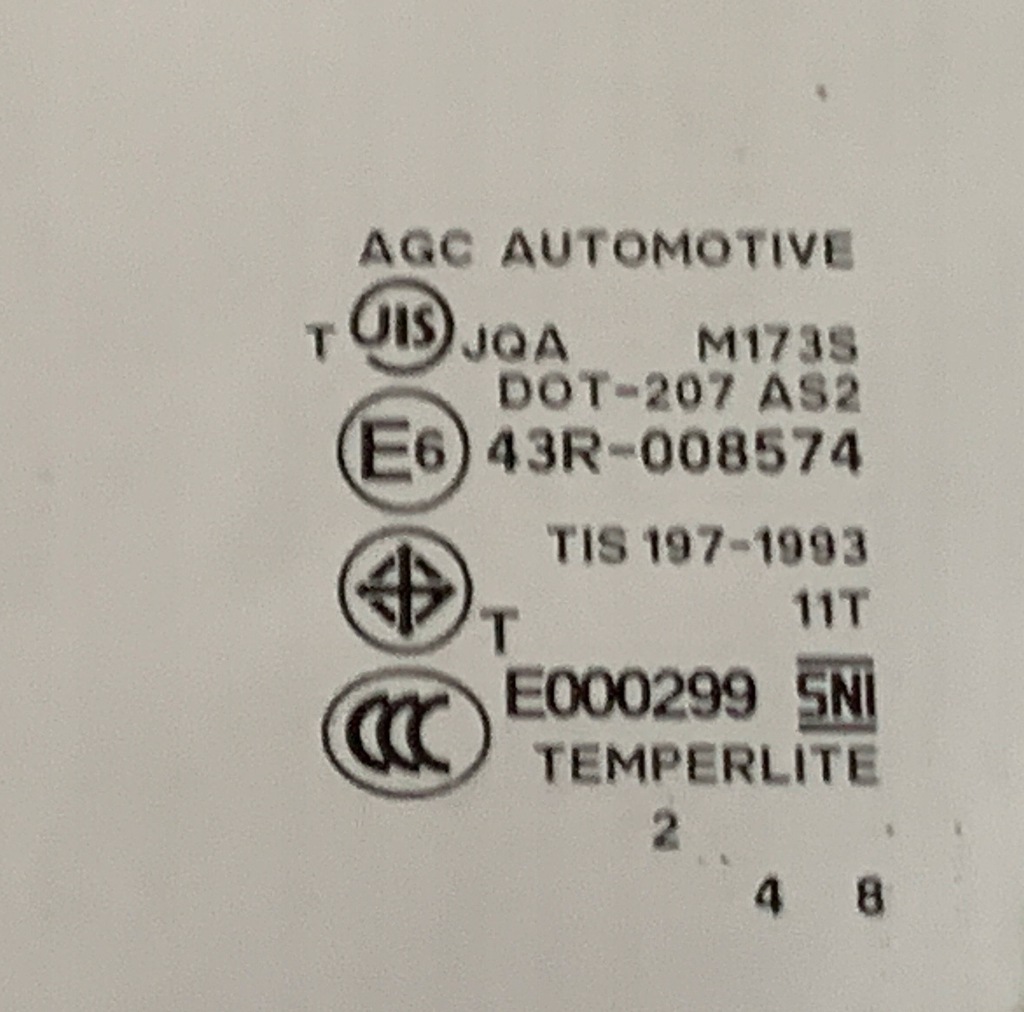 AGC AUTOMOTIVE
T JIS JQA M173S
DOT-207 AS2
E6 43R-008574
TIS 197-1993
T 11T
CCC E000299 SNI
TEMPERLITE
2
4 8